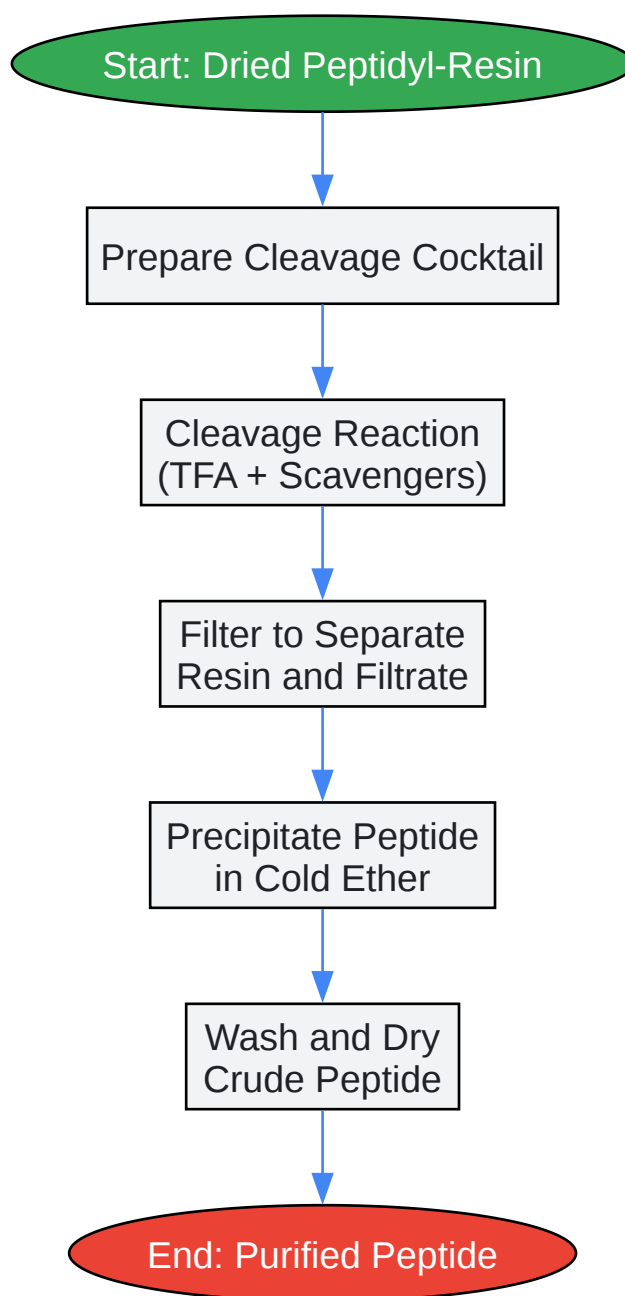 Start: Dried Peptidyl-Resin
Prepare Cleavage Cocktail
Cleavage Reaction
(TFA + Scavengers)
Filter to Separate
Resin and Filtrate
Precipitate Peptide
in Cold Ether
Wash and Dry
Crude Peptide
End: Purified Peptide